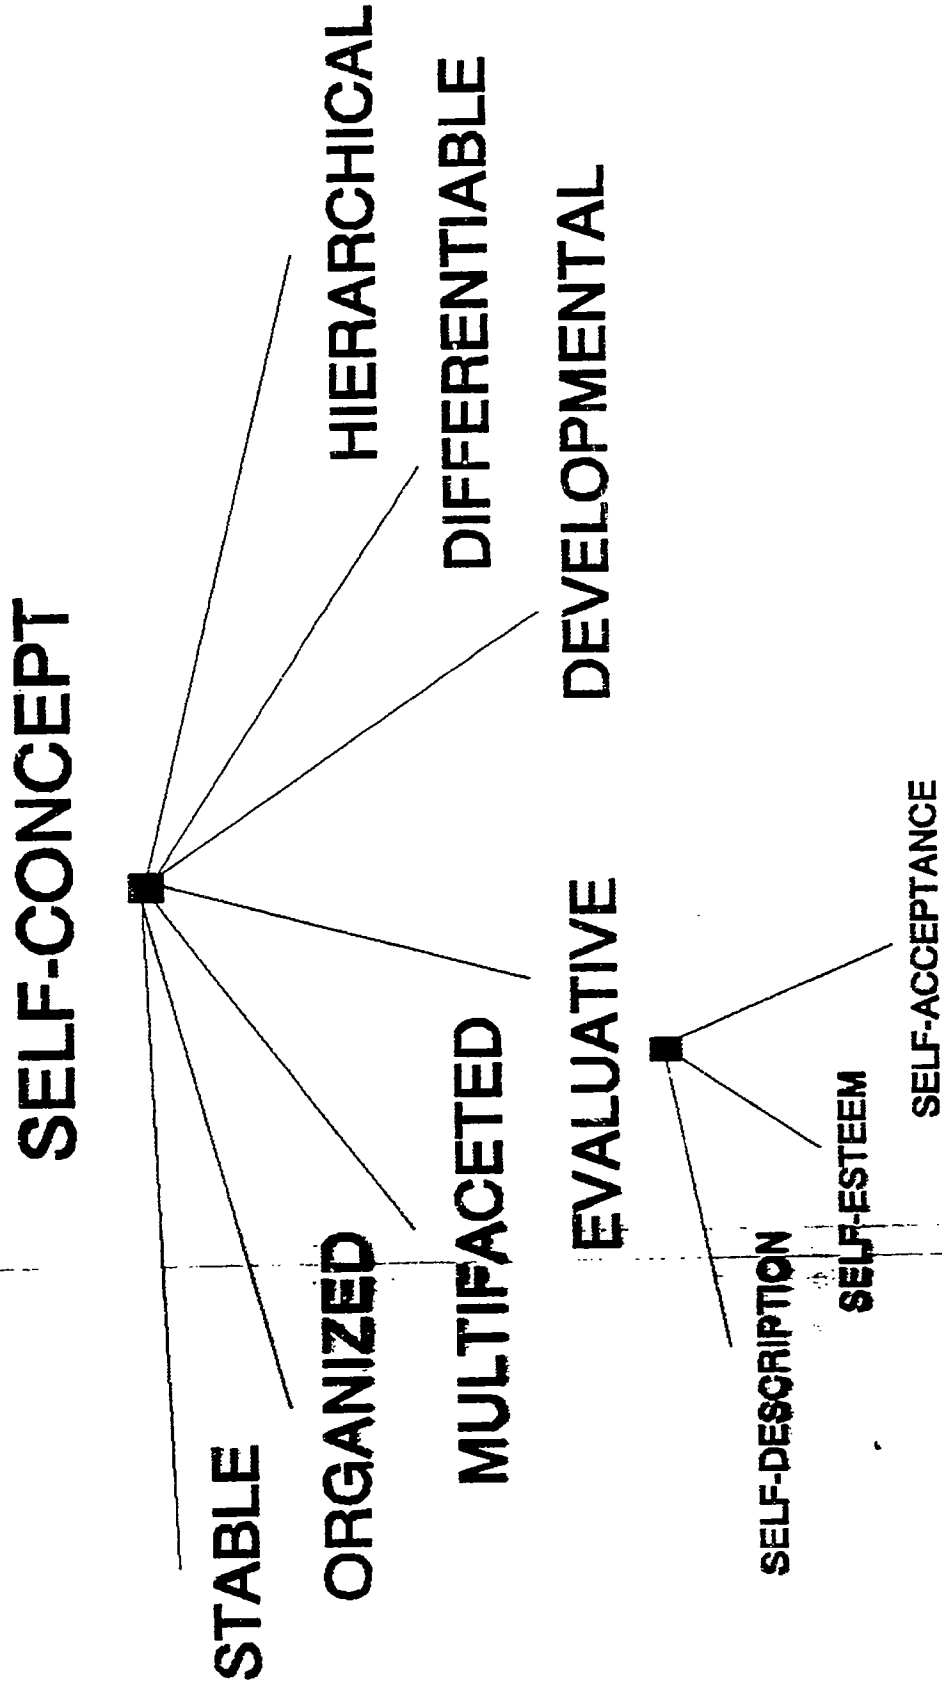 SELF-CONCEPT
STABLE
ORGANIZED
MULTIFACETED
EVALUATIVE
DEVELOPMENTAL
DIFFERENTIABLE
HIERARCHICAL
SELF-DESCRIPTION
SELF-ESTEEM
SELF-ACCEPTANCE